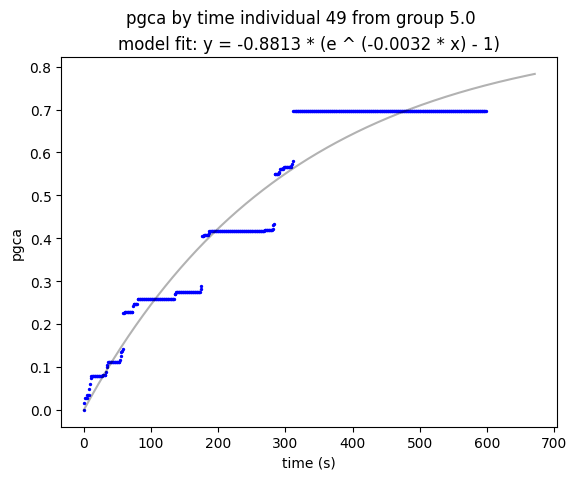 pgca by time individual 49 from group 5.0
model fit: y = -0.8813 * (e ^ (-0.0032 * x) - 1)
0.8
0.7
0.6
0.5
0.4
0.3
0.2
0.1
0.0
pgca
0 100 200 300 400 500 600 700
time (s)